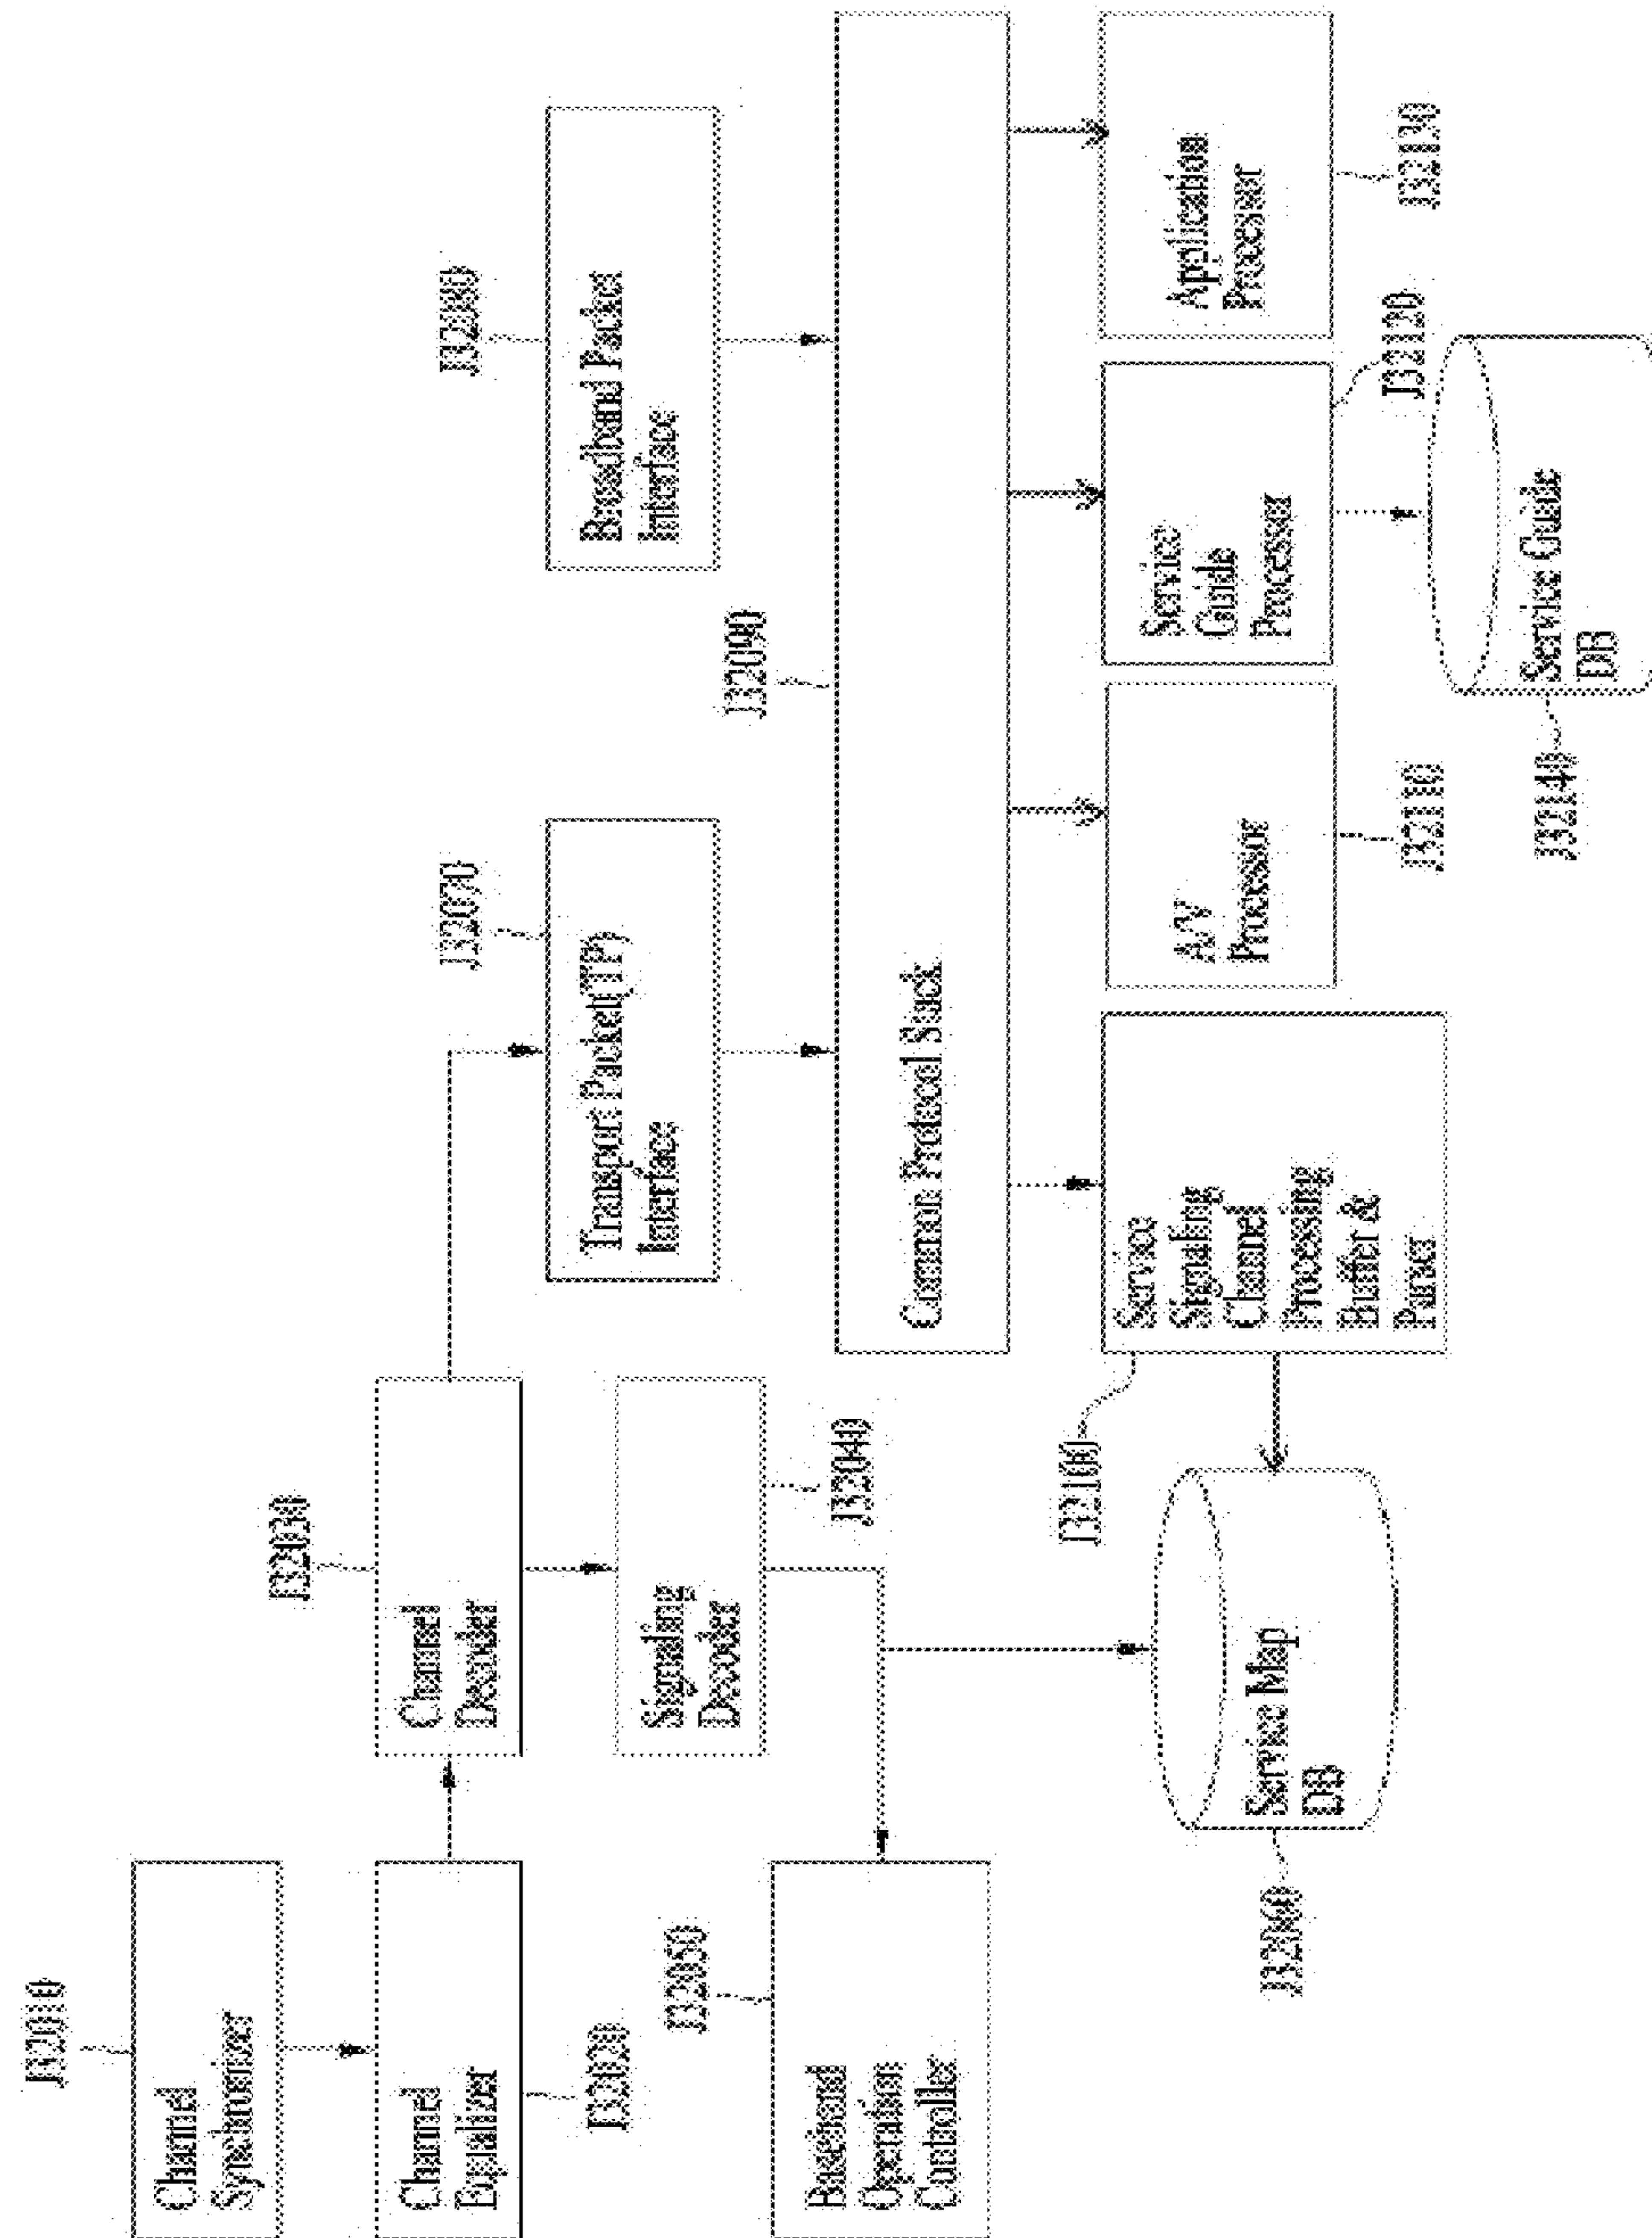 J32010
Channel
Synchronizer
Channel
Equalizer
J32020
J32030
Channel
Decoder
Signaling
Decoder
J32040
J32050
Baseband
Operation
Controller
Service Map
DB
J32060
J32070
Transport Packet(TP)
Interface
J32080
Broadband Packet
Interface
J32090
Common Protocol Stack
J32100
Service
Signaling
Channel
Processing
Buffer &
Parser
A/V
Processor
J32110
Service
Guide
Processor
J32120
Application
Processor
J32130
Service Guide
DB
J32140